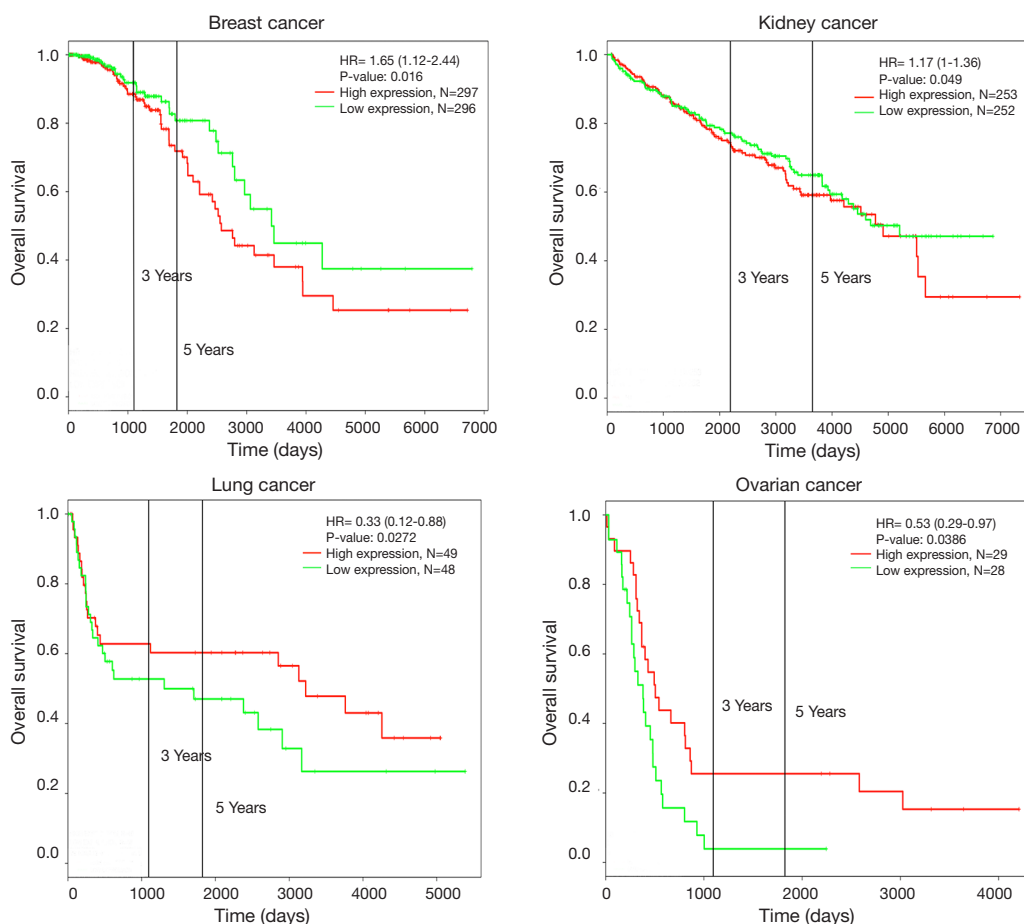 Breast cancer
HR= 1.65 (1.12-2.44)
P-value: 0.016
High expression, N=297
Low expression, N=296
Overall survival
1.0
0.8
0.6
0.4
0.2
0.0
3 Years
5 Years
0 1000 2000 3000 4000 5000 6000 7000
Time (days)
Kidney cancer
HR= 1.17 (1-1.36)
P-value: 0.049
High expression, N=253
Low expression, N=252
Overall survival
1.0
0.8
0.6
0.4
0.2
0.0
3 Years
5 Years
0 1000 2000 3000 4000 5000 6000 7000
Time (days)
Lung cancer
HR= 0.33 (0.12-0.88)
P-value: 0.0272
High expression, N=49
Low expression, N=48
Overall survival
1.0
0.8
0.6
0.4
0.2
0.0
3 Years
5 Years
0 1000 2000 3000 4000 5000
Time (days)
Ovarian cancer
HR= 0.53 (0.29-0.97)
P-value: 0.0386
High expression, N=29
Low expression, N=28
Overall survival
1.0
0.8
0.6
0.4
0.2
0.0
3 Years
5 Years
0 1000 2000 3000 4000
Time (days)